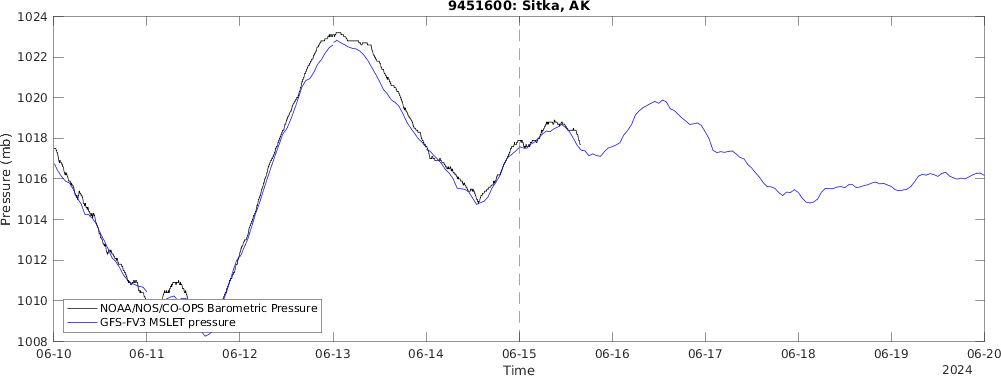 9451600: Sitka, AK
Pressure (mb)
1024
1022
1020
1018
1016
1014
1012
1010
1008
NOAA/NOS/CO-OPS Barometric Pressure
GFS-FV3 MSLET pressure
06-10 06-11 06-12 06-13 06-14 06-15 06-16 06-17 06-18 06-19 06-20
Time
2024